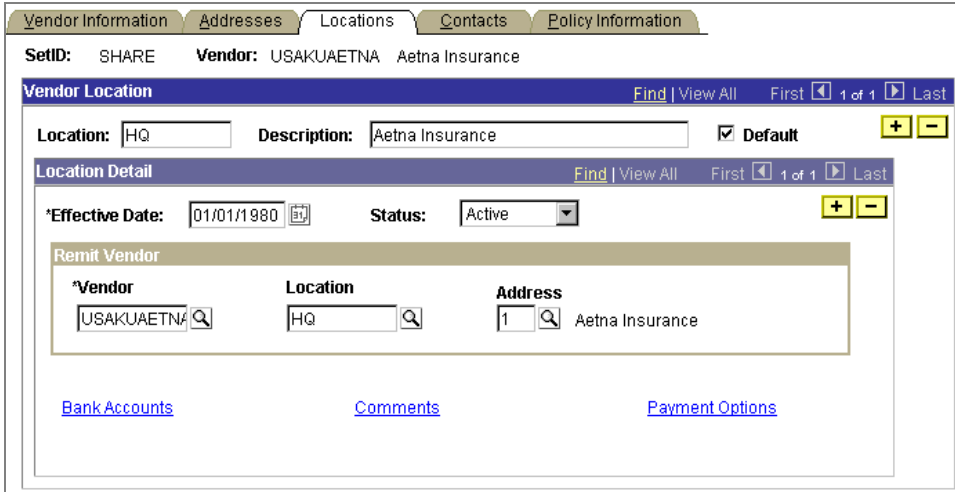 Vendor Information Addresses Locations Contacts Policy Information
SetID: SHARE Vendor: USAKUAETNA Aetna Insurance
Vendor Location Find | View All First 1 of 1 Last
Location: HQ Description: Aetna Insurance Default + -
Location Detail Find | View All First 1 of 1 Last
*Effective Date: 01/01/1980 31 Status: Active + -
Remit Vendor
*Vendor Location Address
USAKUAETNA HQ 1 Aetna Insurance
Bank Accounts Comments Payment Options